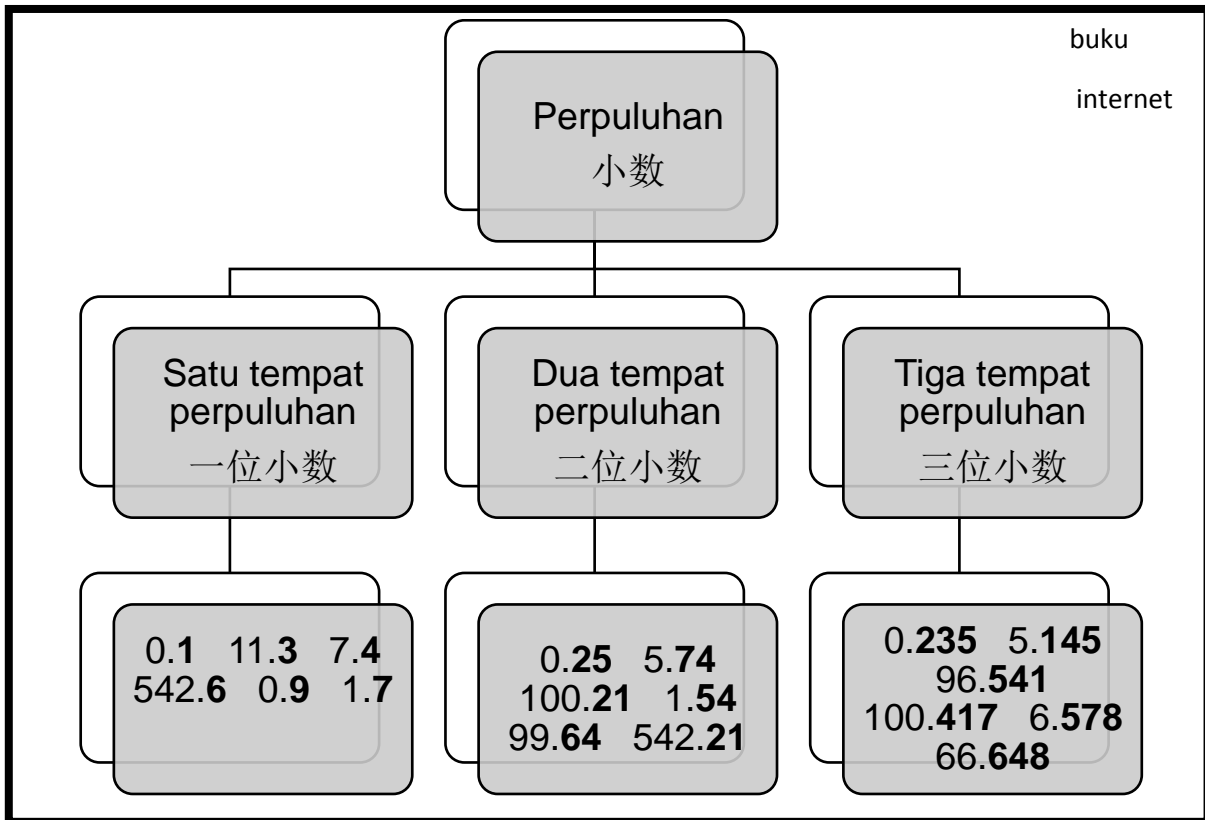 buku
internet
Perpuluhan
小数
Satu tempat
perpuluhan
一位小数
Dua tempat
perpuluhan
二位小数
Tiga tempat
perpuluhan
三位小数
0.1 11.3 7.4
542.6 0.9 1.7
0.25 5.74
100.21 1.54
99.64 542.21
0.235 5.145
96.541
100.417 6.578
66.648